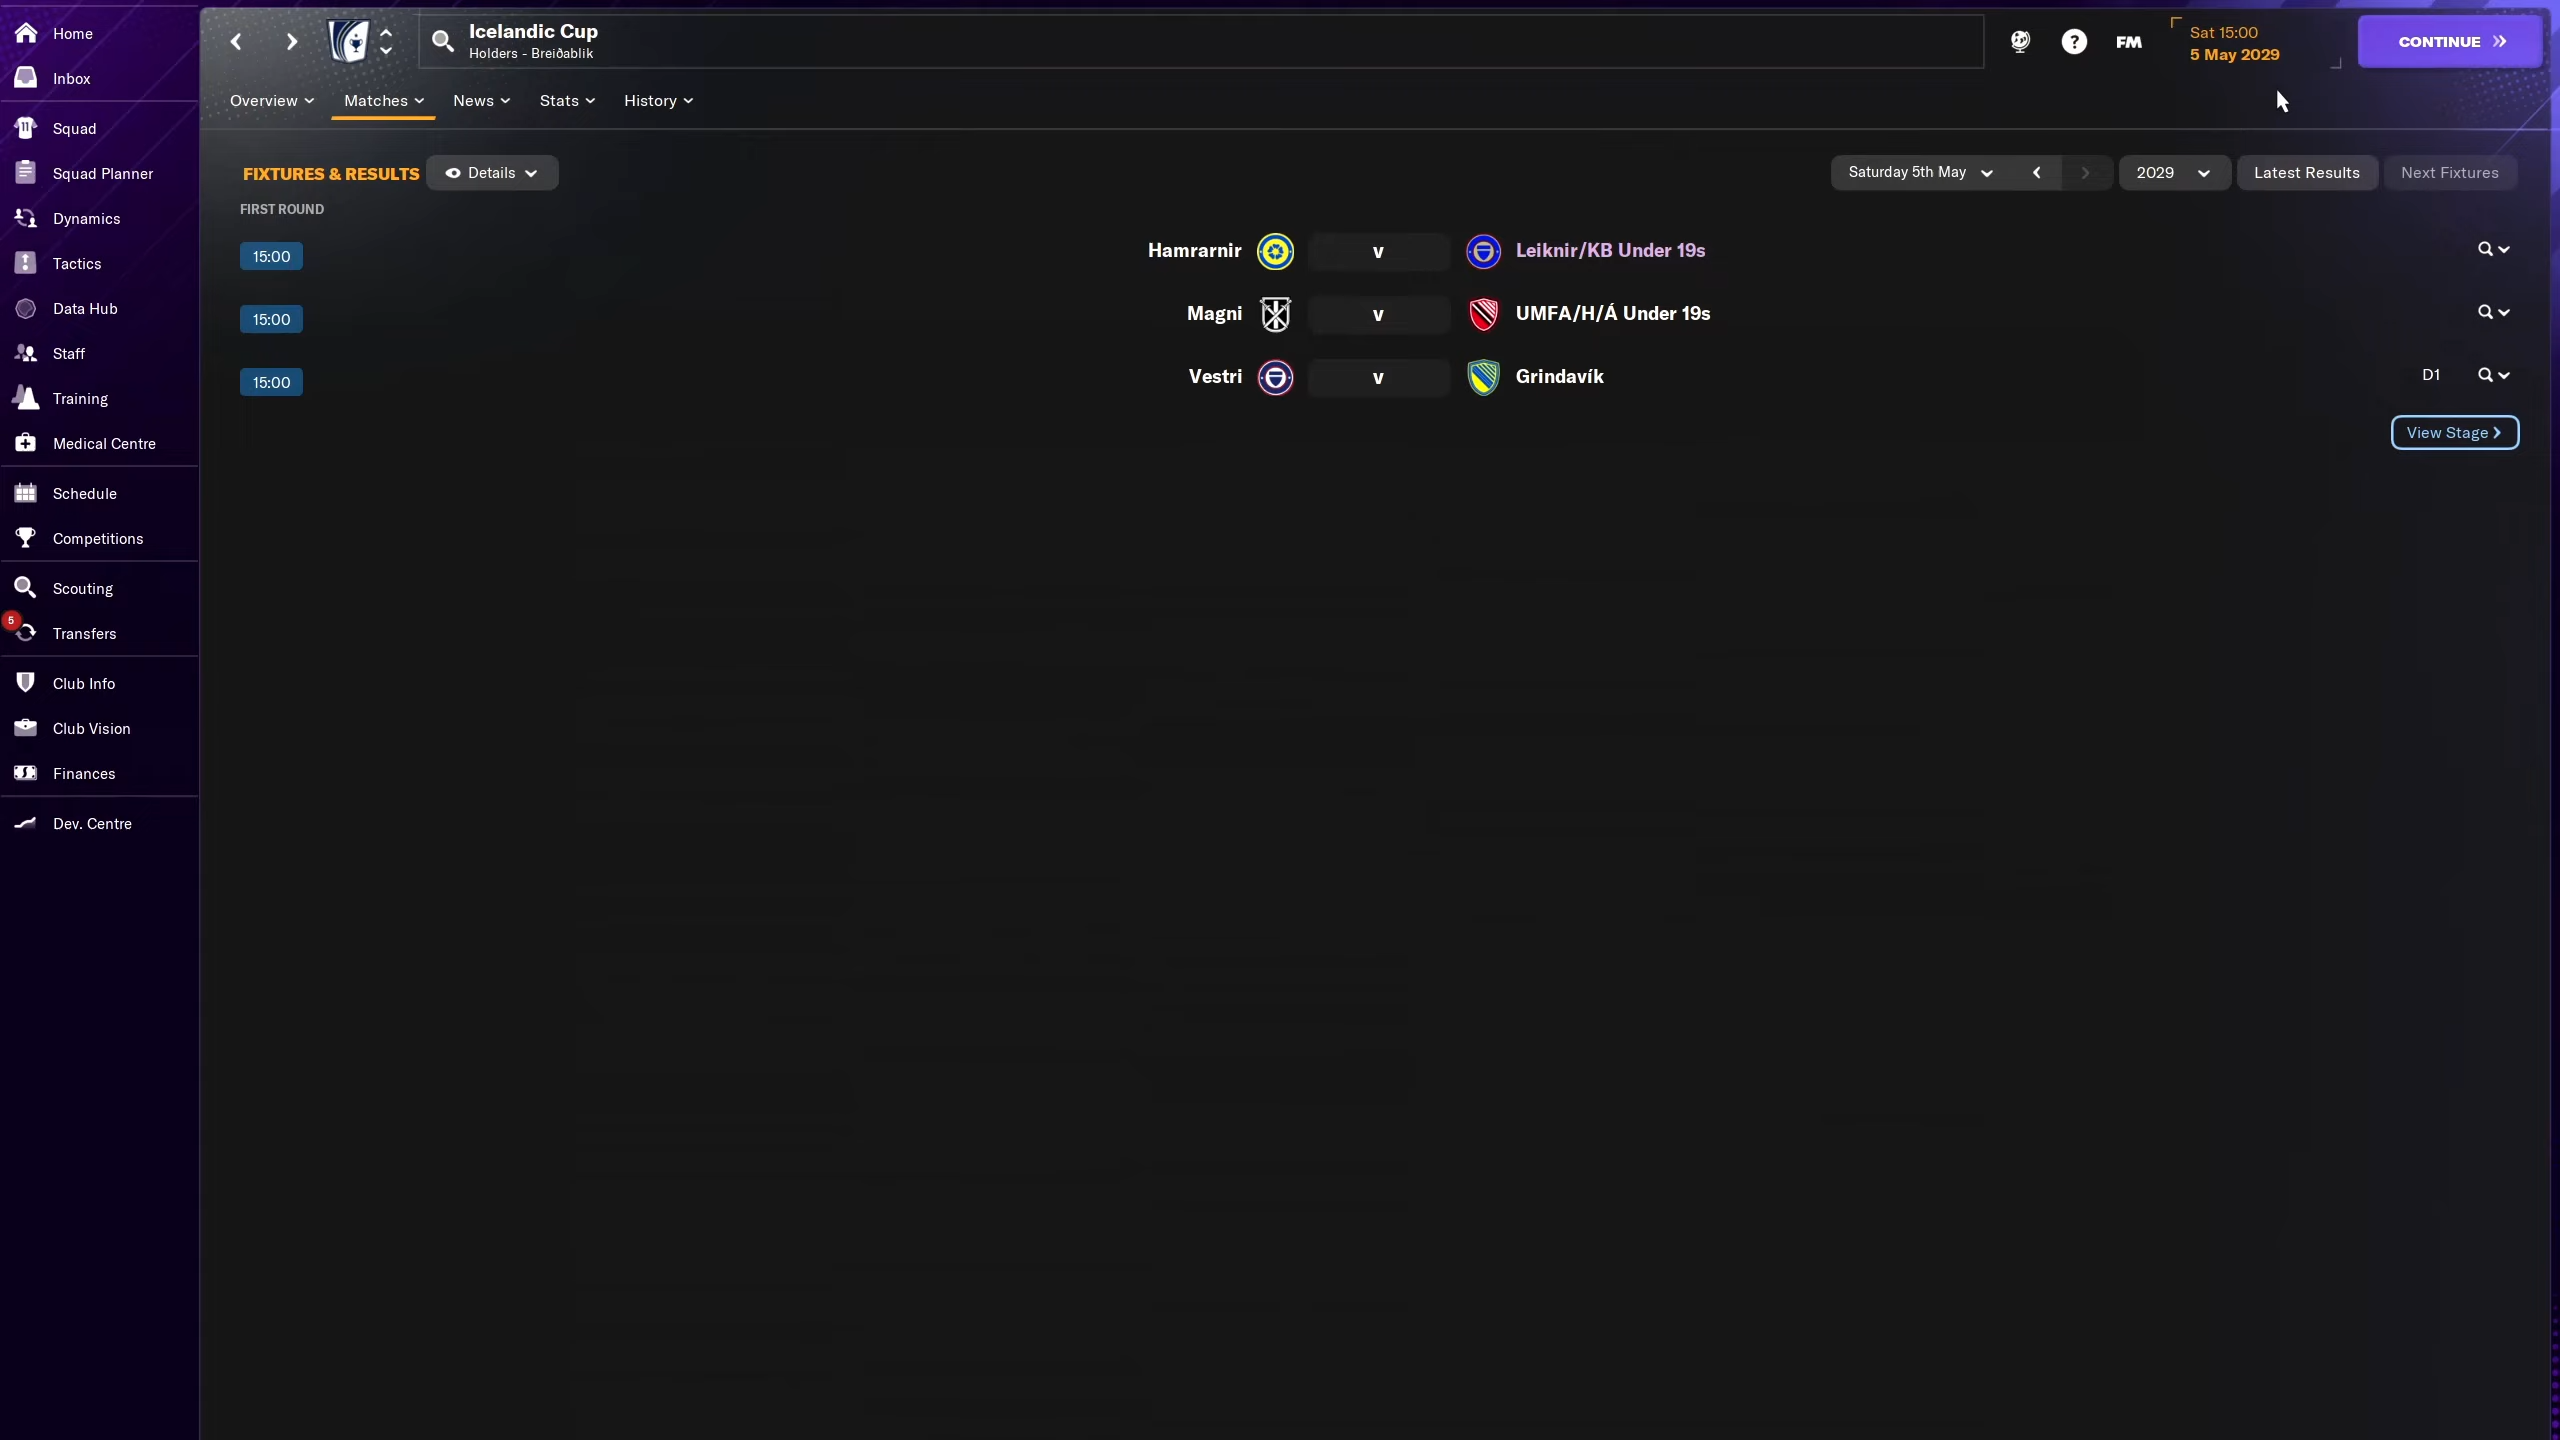 Home
Inbox
Squad
Squad Planner
Dynamics
Tactics
Data Hub
Staff
Training
Medical Centre
Schedule
Competitions
Scouting
5
Transfers
Club Info
Club Vision
Finances
Dev. Centre
Icelandic Cup
Holders - Breiðablik
FM
Sat 15:00
5 May 2029
CONTINUE
Overview Matches News Stats History
FIXTURES & RESULTS Details Saturday 5th May 2029 Latest Results Next Fixtures
FIRST ROUND
15:00 Hamrarnir v Leiknir/KB Under 19s
15:00 Magni v UMFA/H/Á Under 19s
15:00 Vestri v Grindavík D1
View Stage